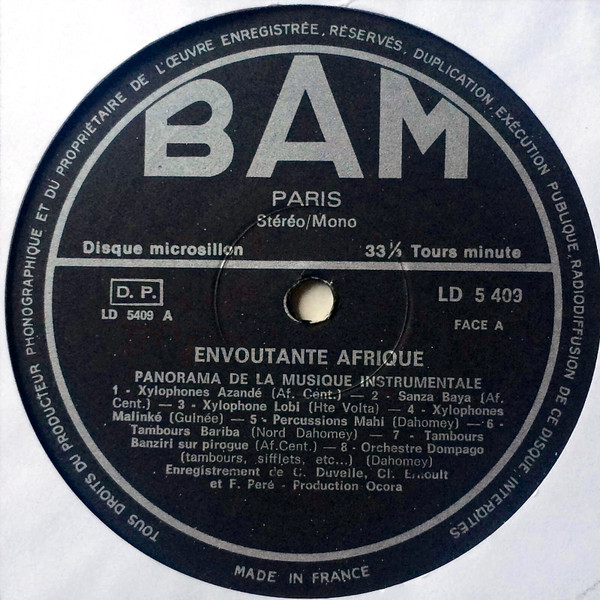 TOUS DROITS DU PRODUCTEUR PHONOGRAPHIQUE ET DU PROPRIÉTAIRE DE L'ŒUVRE ENREGISTRÉE, RÉSERVÉS, DUPLICATION, EXÉCUTION PUBLIQUE, RADIODIFFUSION DE CE DISQUE INTERDITES
BAM
PARIS
Stéréo/Mono
Disque microsillon 33 ⅓ Tours minute
D. P. LD 5 409
LD 5409 A FACE A
ENVOUTANTE AFRIQUE
PANORAMA DE LA MUSIQUE INSTRUMENTALE
1 - Xylophones Azandé (Af. Cent.) — 2 - Sanza Baya (Af.
Cent.) — 3 - Xylophone Lobi (Hte Volta) — 4 - Xylophones
Malinké (Guinée) — 5 - Percussions Mahi (Dahomey) — 6 -
Tambours Bariba (Nord Dahomey) — 7 - Tambours
Banziri sur pirogue (Af.Cent.) — 8 - Orchestre Dompago
(tambours, sifflets, etc...) (Dahomey)
Enregistrement de C. Duvelle, Cl. Ernoult
et F. Peré - Production Ocora
MADE IN FRANCE